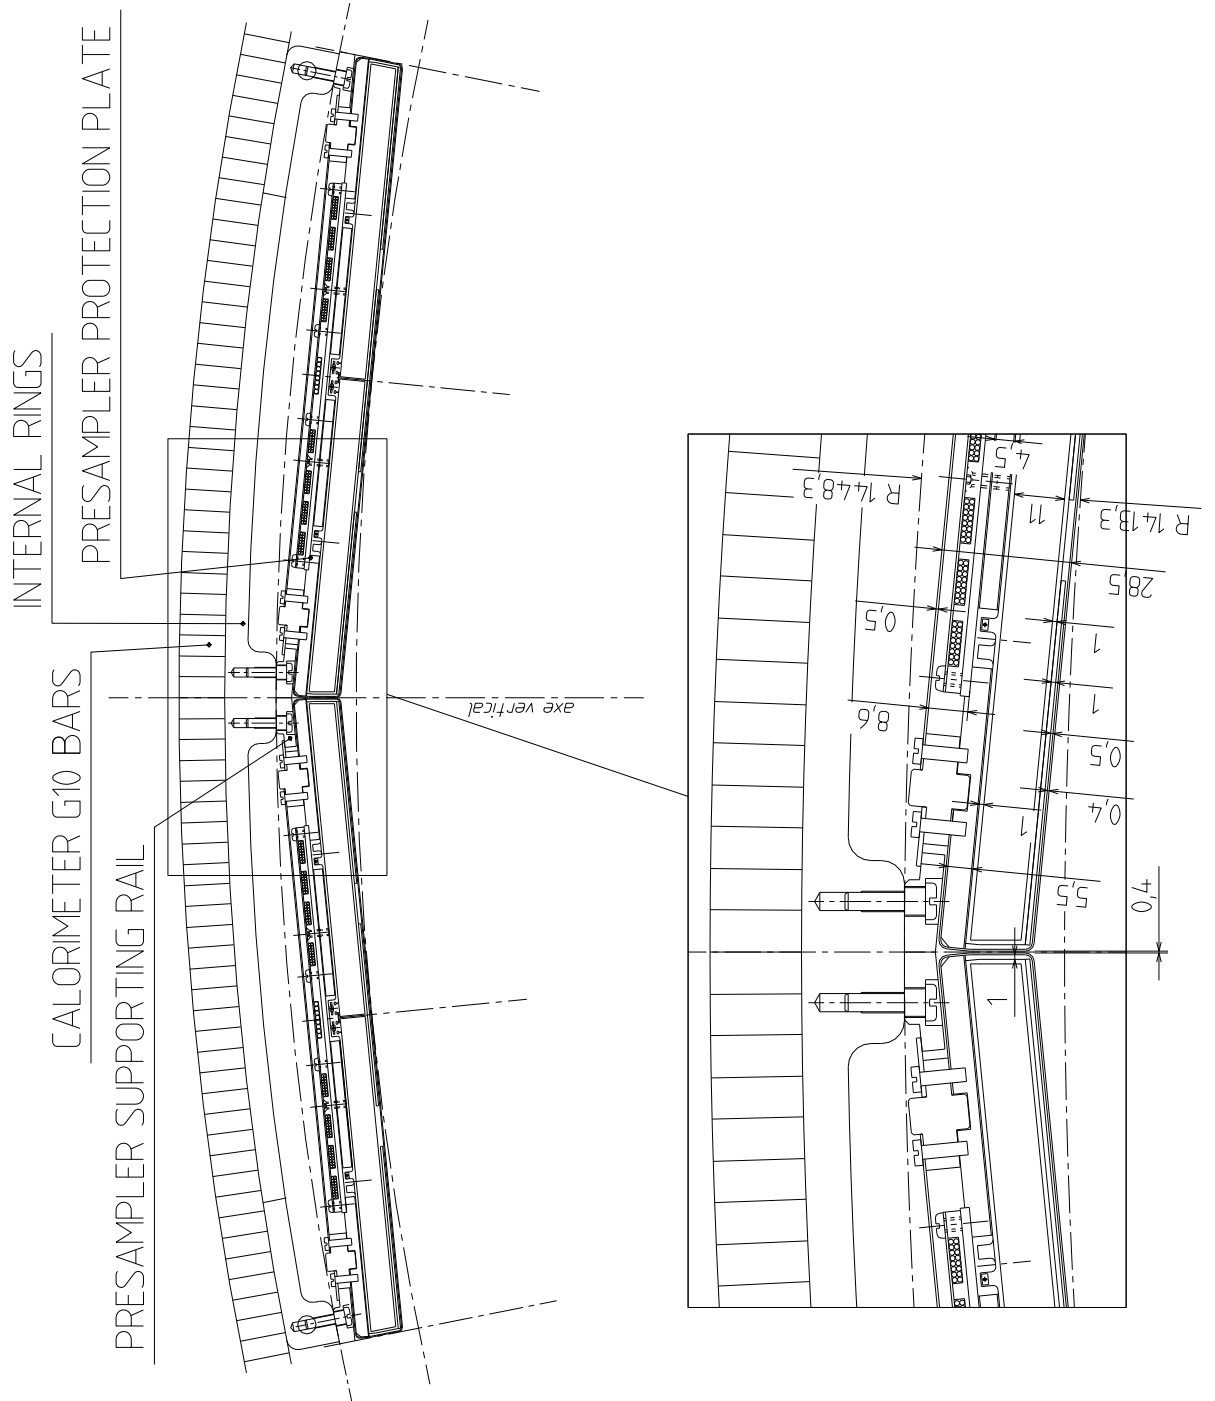 INTERNAL RINGS
PRESAMPLER PROTECTION PLATE
CALORIMETER G10 BARS
PRESAMPLER SUPPORTING RAIL
axe vertical
R 1448,3
4,5
11
R 1413,3
28,5
0,5
1
8,6
1
0,5
0,4
1
5,5
0,4
1